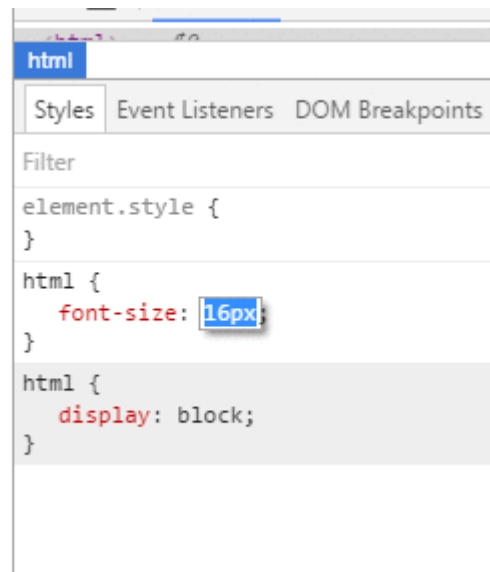 html
Styles Event Listeners DOM Breakpoints
Filter
element.style {
}
html {
font-size: 16px;
}
html {
display: block;
}